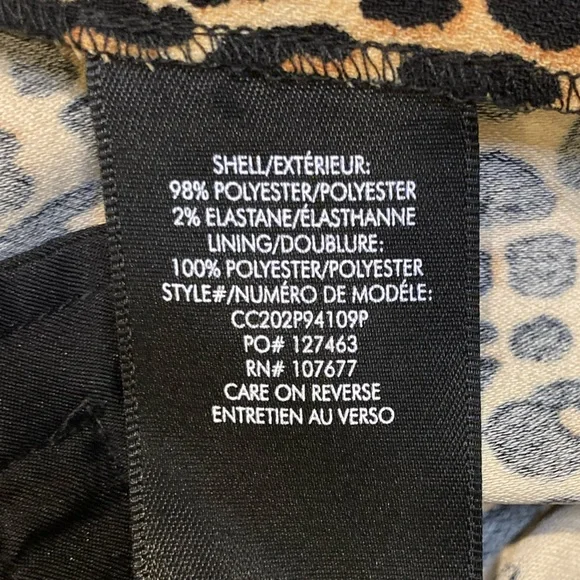 SHELL/EXTÉRIEUR:
98% POLYESTER/POLYESTER
2% ELASTANE/ÉLASTHANNE
LINING/DOUBLURE:
100% POLYESTER/POLYESTER
STYLE#/NUMÉRO DE MODÉLE:
CC202P94109P
PO# 127463
RN# 107677
CARE ON REVERSE
ENTRETIEN AU VERSO